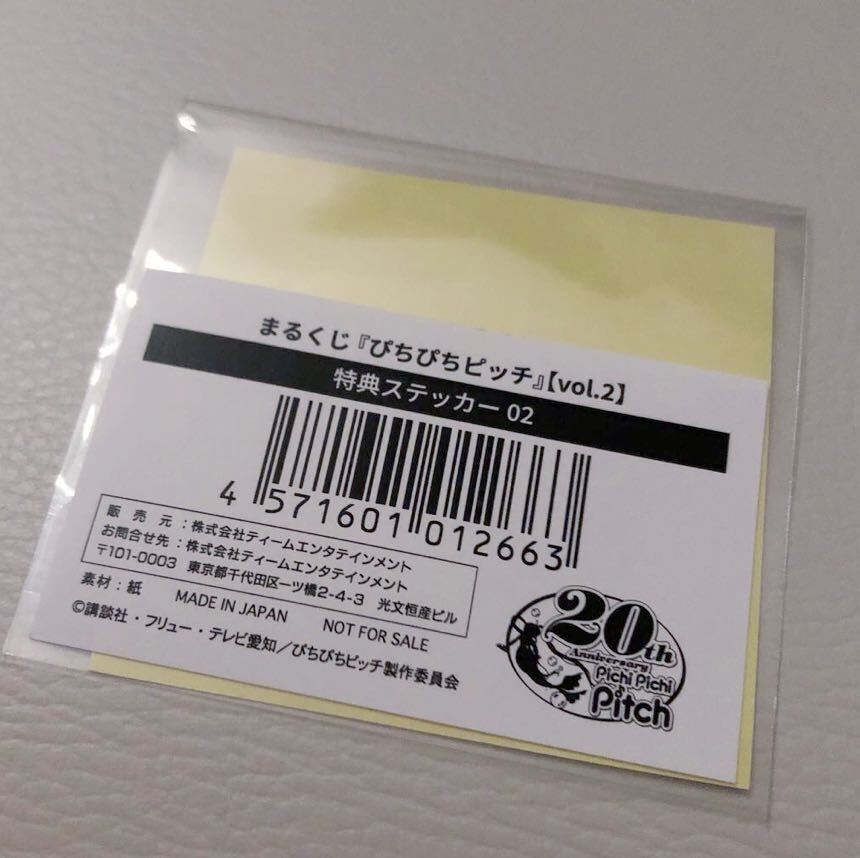 まるくじ『ぴちぴちピッチ』【vol.2】
特典ステッカー 02
4 571601 012663
販 売 元：株式会社ティームエンタテインメント
お問合せ先：株式会社ティームエンタテインメント
〒101-0003 東京都千代田区一ツ橋2-4-3 光文恒産ビル
素材：紙 MADE IN JAPAN NOT FOR SALE
©講談社・フリュー・テレビ愛知／ぴちぴちピッチ製作委員会
20th
Anniversary
Pichi Pichi
Pitch